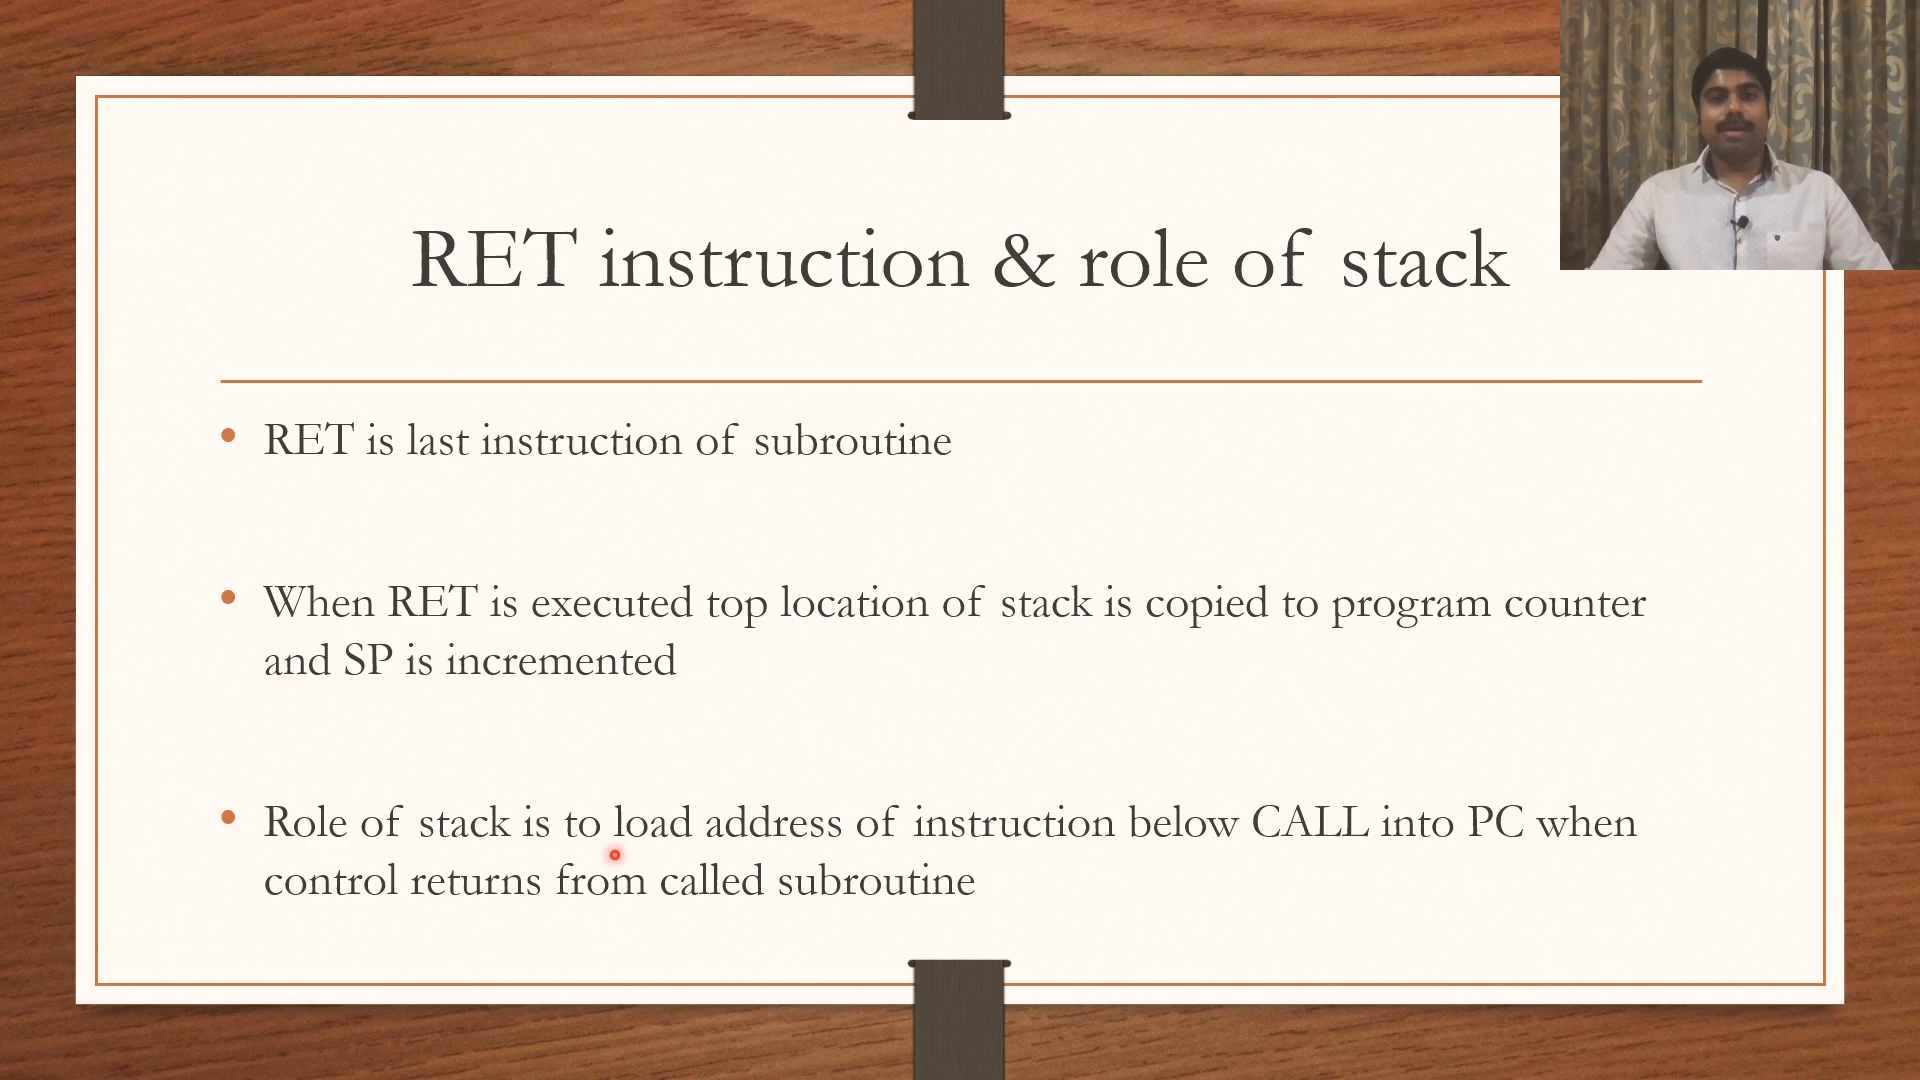 RET instruction & role of stack
• RET is last instruction of subroutine
• When RET is executed top location of stack is copied to program counter
and SP is incremented
• Role of stack is to load address of instruction below CALL into PC when
control returns from called subroutine